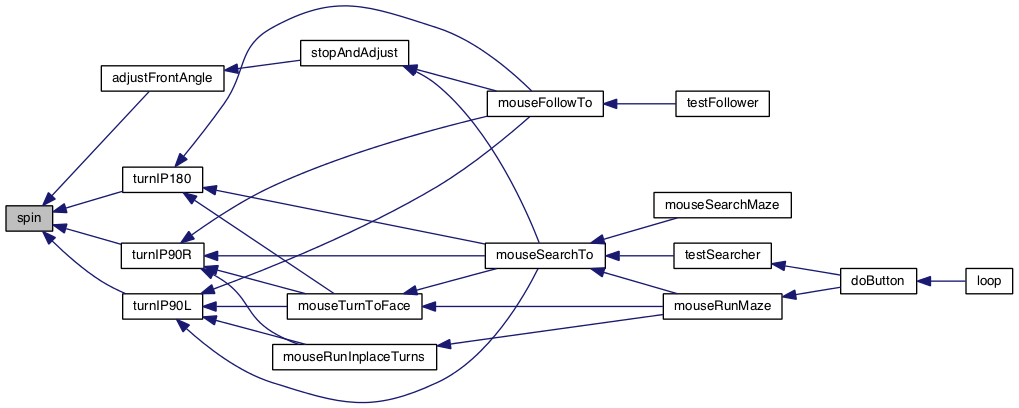 spin
adjustFrontAngle
turnIP180
turnIP90R
turnIP90L
stopAndAdjust
mouseTurnToFace
mouseRunInplaceTurns
mouseFollowTo
mouseSearchTo
testFollower
mouseSearchMaze
testSearcher
mouseRunMaze
doButton
loop